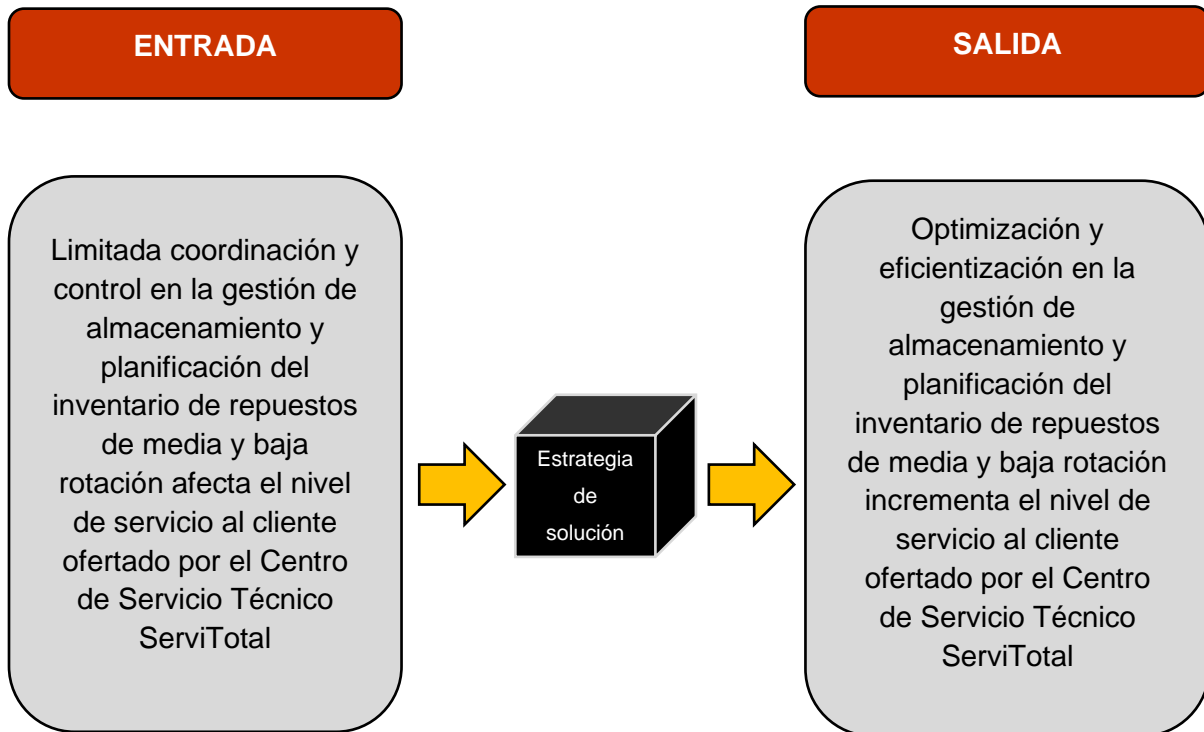 ENTRADA
SALIDA
Limitada coordinación y
control en la gestión de
almacenamiento y
planificación del
inventario de repuestos
de media y baja
rotación afecta el nivel
de servicio al cliente
ofertado por el Centro
de Servicio Técnico
ServiTotal
Estrategia
de
solución
Optimización y
eficientización en la
gestión de
almacenamiento y
planificación del
inventario de repuestos
de media y baja rotación
incrementa el nivel de
servicio al cliente
ofertado por el Centro
de Servicio Técnico
ServiTotal